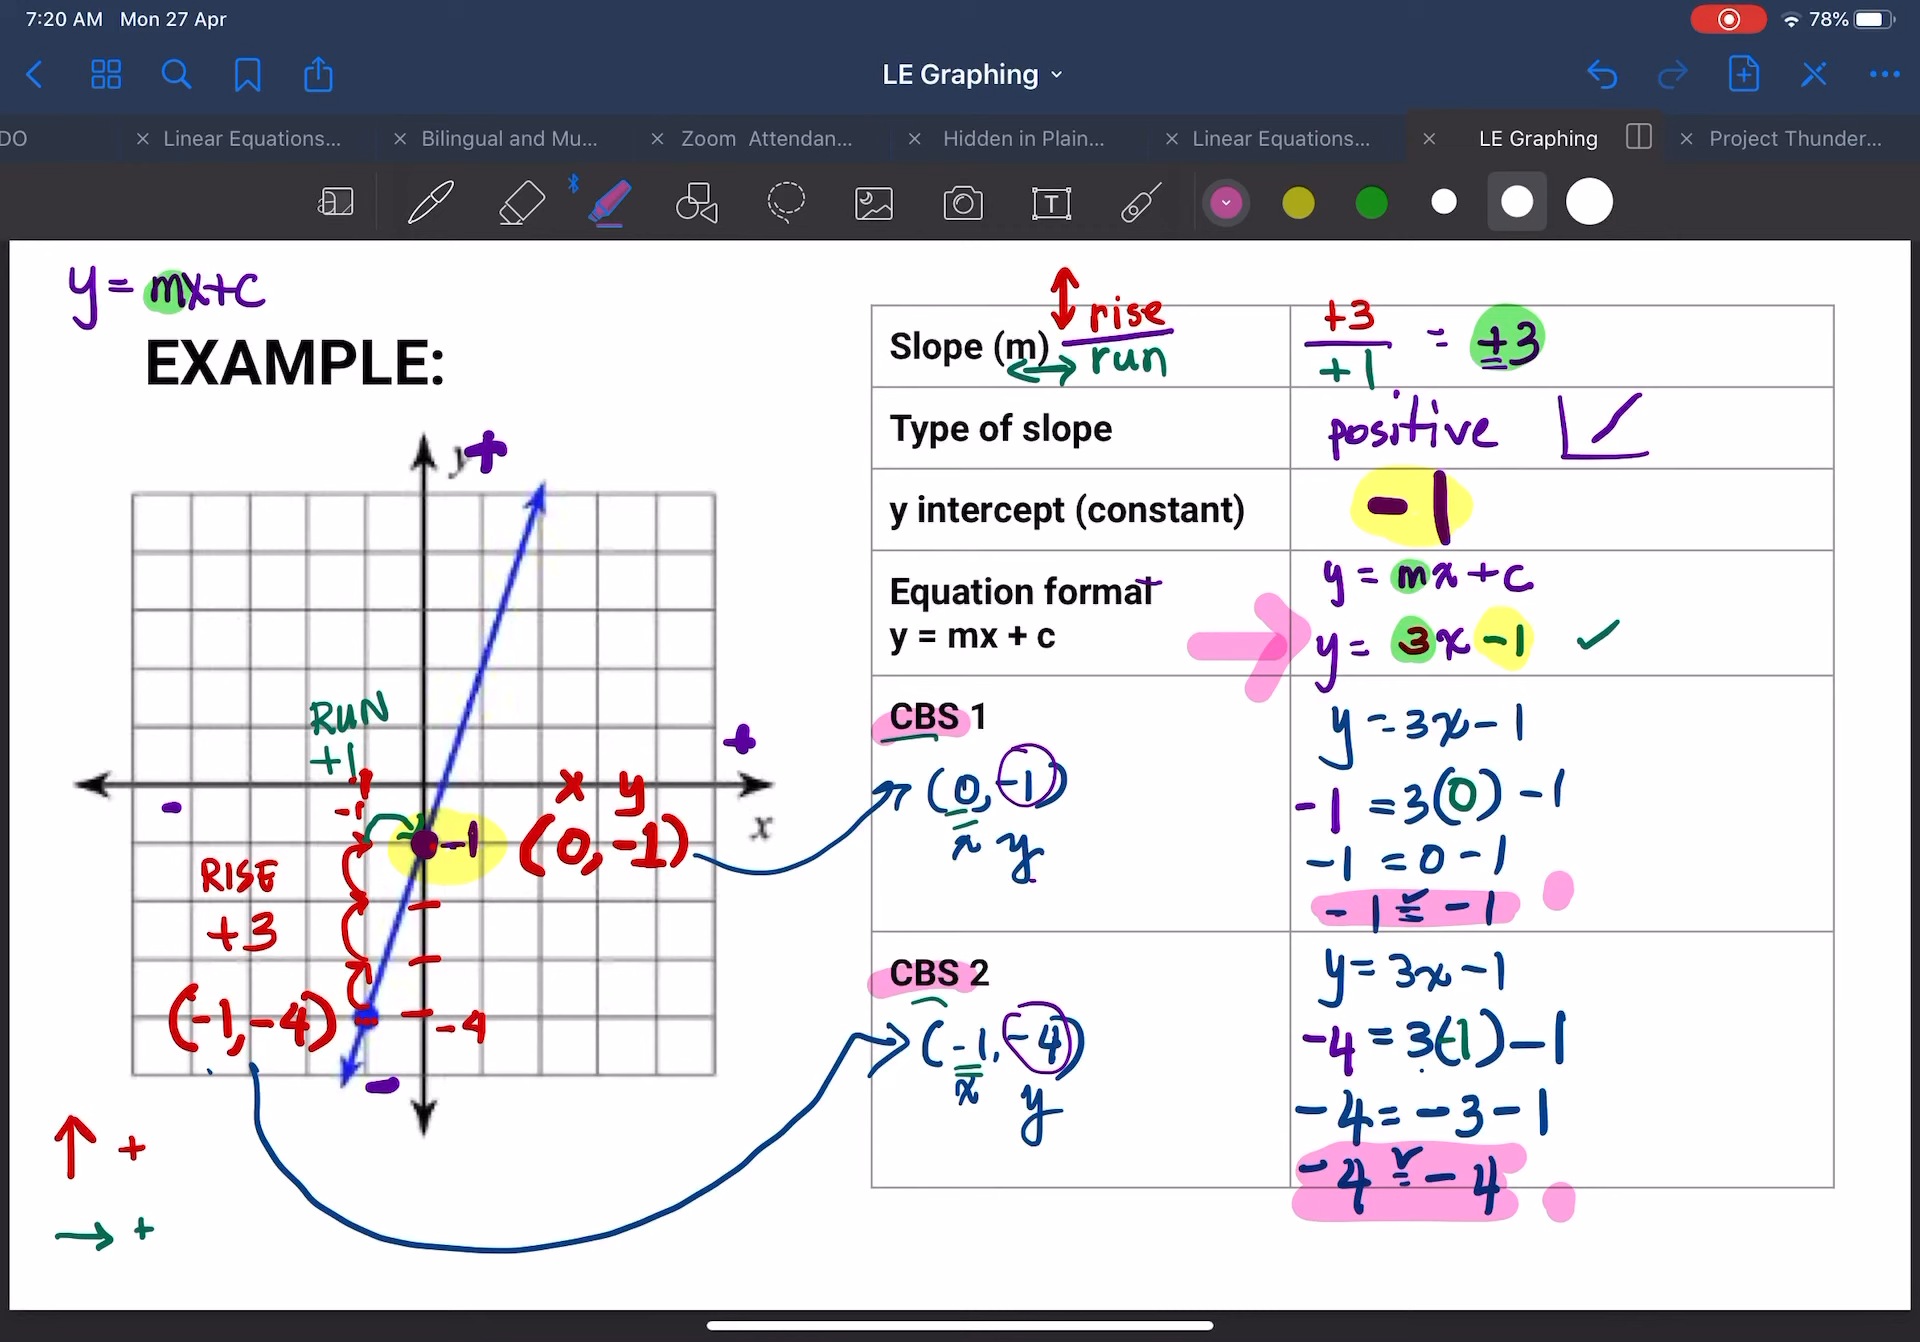 7:20 AM Mon 27 Apr
78%
LE Graphing
DO
Linear Equations...
Bilingual and Mu...
Zoom Attendan...
Hidden in Plain...
Linear Equations...
LE Graphing
Project Thunder...
y = mx+c
EXAMPLE:
y +
RUN
+1
+
-
-1
x y
-1 (0, -1)
x
RISE
+3
(-1, -4)
-4
-
↑ +
→ +
Slope (m) rise
run
+3
+1
= +3
Type of slope
positive
y intercept (constant)
-1
Equation format
y = mx + c
y = mx + c
y = 3x -1 ✓
CBS 1
(0, -1)
x y
y = 3x - 1
-1 = 3(0) - 1
-1 = 0 - 1
-1 = -1
CBS 2
(-1, -4)
x y
y = 3x - 1
-4 = 3(-1) - 1
-4 = -3 - 1
-4 = -4